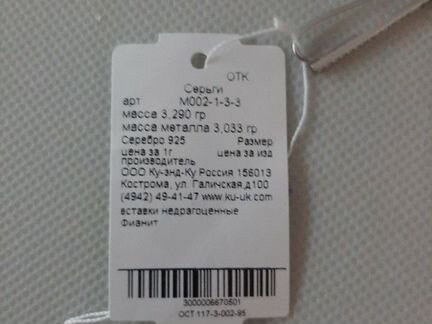 ОТК
Серьги
арт М002-1-3-3
масса 3,290 гр
масса металла 3,033 гр
Серебро 925 Размер
цена за 1г цена за изд
производитель
ООО Ку-энд-Ку Россия 156013
Кострома, ул. Галичская,д100
(4942) 49-41-47 www.ku-uk.com
вставки недрагоценные
Фианит
3000006670501
ОСТ 117-3-002-95